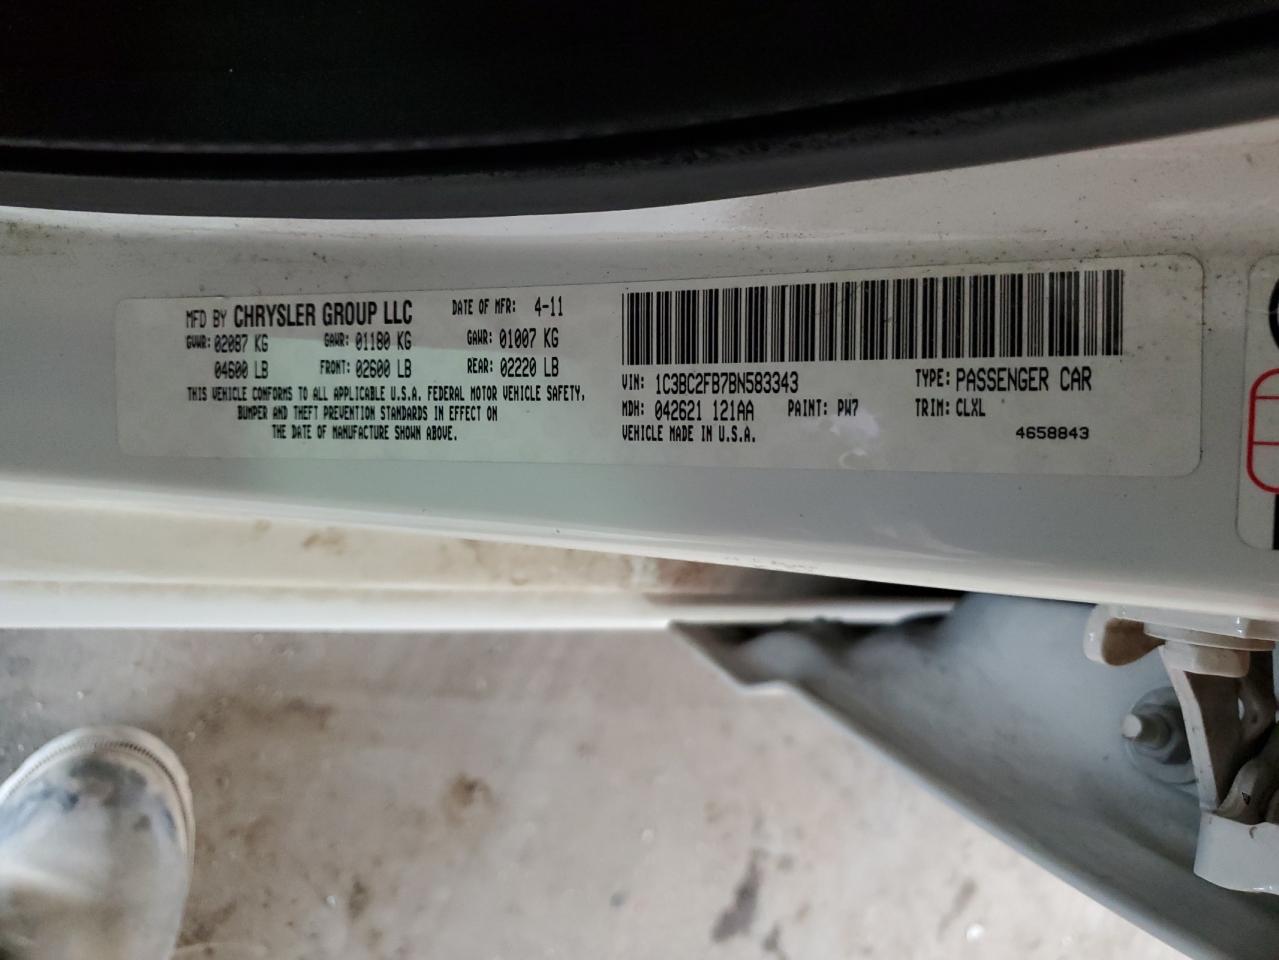 MFD BY CHRYSLER GROUP LLC DATE OF MFR: 4-11
GVWR: 02087 KG GAWR: 01180 KG GAWR: 01007 KG
04600 LB FRONT: 02600 LB REAR: 02220 LB
THIS VEHICLE CONFORMS TO ALL APPLICABLE U.S.A. FEDERAL MOTOR VEHICLE SAFETY,
BUMPER AND THEFT PREVENTION STANDARDS IN EFFECT ON
THE DATE OF MANUFACTURE SHOWN ABOVE.
VIN: 1C3BC2FB7BN583343 TYPE: PASSENGER CAR
MDH: 042621 121AA PAINT: PW7 TRIM: CLXL
VEHICLE MADE IN U.S.A. 4658843